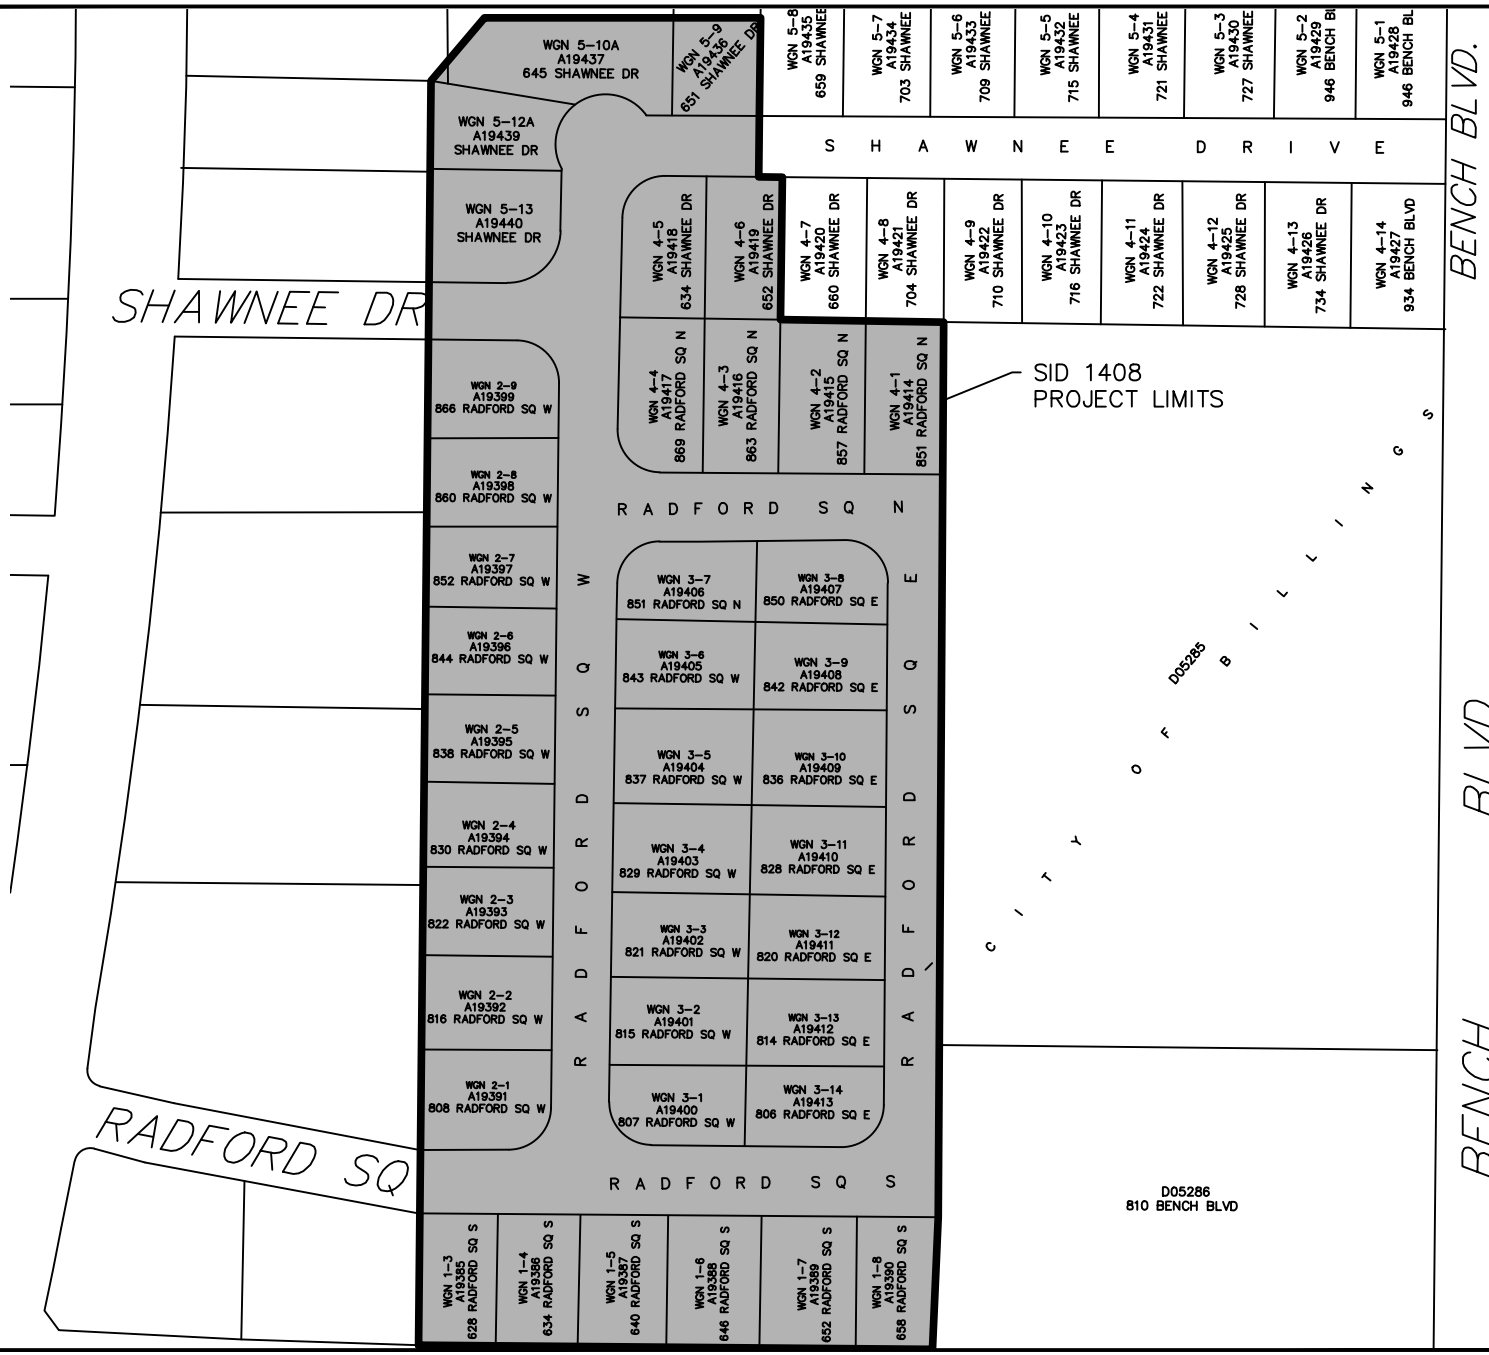 WGN 5-10A
A19437
645 SHAWNEE DR
WGN 5-9
A19436
651 SHAWNEE DR
WGN 5-8
A19435
659 SHAWNEE
WGN 5-7
A19434
703 SHAWNEE
WGN 5-6
A19433
709 SHAWNEE
WGN 5-5
A19432
715 SHAWNEE
WGN 5-4
A19431
721 SHAWNEE
WGN 5-3
A19430
727 SHAWNEE
WGN 5-2
A19429
946 BENCH BL
WGN 5-1
A19428
946 BENCH BL
BENCH BLVD.
WGN 5-12A
A19439
SHAWNEE DR
SHAWNEE DRIVE
WGN 5-13
A19440
SHAWNEE DR
WGN 4-5
A19418
634 SHAWNEE DR
WGN 4-6
A19419
652 SHAWNEE DR
WGN 4-7
A19420
660 SHAWNEE DR
WGN 4-8
A19421
704 SHAWNEE DR
WGN 4-9
A19422
710 SHAWNEE DR
WGN 4-10
A19423
716 SHAWNEE DR
WGN 4-11
A19424
722 SHAWNEE DR
WGN 4-12
A19425
728 SHAWNEE DR
WGN 4-13
A19426
734 SHAWNEE DR
WGN 4-14
A19427
934 BENCH BLVD
SHAWNEE DR
WGN 4-4
A19417
869 RADFORD SQ N
WGN 4-3
A19416
863 RADFORD SQ N
WGN 4-2
A19415
857 RADFORD SQ N
WGN 4-1
A19414
851 RADFORD SQ N
SID 1408
PROJECT LIMITS
WGN 2-9
A19399
866 RADFORD SQ W
WGN 2-8
A19398
860 RADFORD SQ W
RADFORD SQ N
WGN 2-7
A19397
852 RADFORD SQ W
WGN 3-7
A19406
851 RADFORD SQ N
WGN 3-8
A19407
850 RADFORD SQ E
WGN 2-6
A19396
844 RADFORD SQ W
WGN 3-6
A19405
843 RADFORD SQ W
WGN 3-9
A19408
842 RADFORD SQ E
D05285
CITY OF BILLINGS
WGN 2-5
A19395
838 RADFORD SQ W
RADFORD SQ W
WGN 3-5
A19404
837 RADFORD SQ W
WGN 3-10
A19409
836 RADFORD SQ E
RADFORD SQ E
BENCH BLVD
WGN 2-4
A19394
830 RADFORD SQ W
WGN 3-4
A19403
829 RADFORD SQ W
WGN 3-11
A19410
828 RADFORD SQ E
WGN 2-3
A19393
822 RADFORD SQ W
WGN 3-3
A19402
821 RADFORD SQ W
WGN 3-12
A19411
820 RADFORD SQ E
WGN 2-2
A19392
816 RADFORD SQ W
WGN 3-2
A19401
815 RADFORD SQ W
WGN 3-13
A19412
814 RADFORD SQ E
WGN 2-1
A19391
808 RADFORD SQ W
WGN 3-1
A19400
807 RADFORD SQ W
WGN 3-14
A19413
806 RADFORD SQ E
RADFORD SQ
RADFORD SQ S
D05286
810 BENCH BLVD
WGN 1-3
A19385
628 RADFORD SQ S
WGN 1-4
A19386
634 RADFORD SQ S
WGN 1-5
A19387
640 RADFORD SQ S
WGN 1-6
A19388
646 RADFORD SQ S
WGN 1-7
A19389
652 RADFORD SQ S
WGN 1-8
A19390
658 RADFORD SQ S